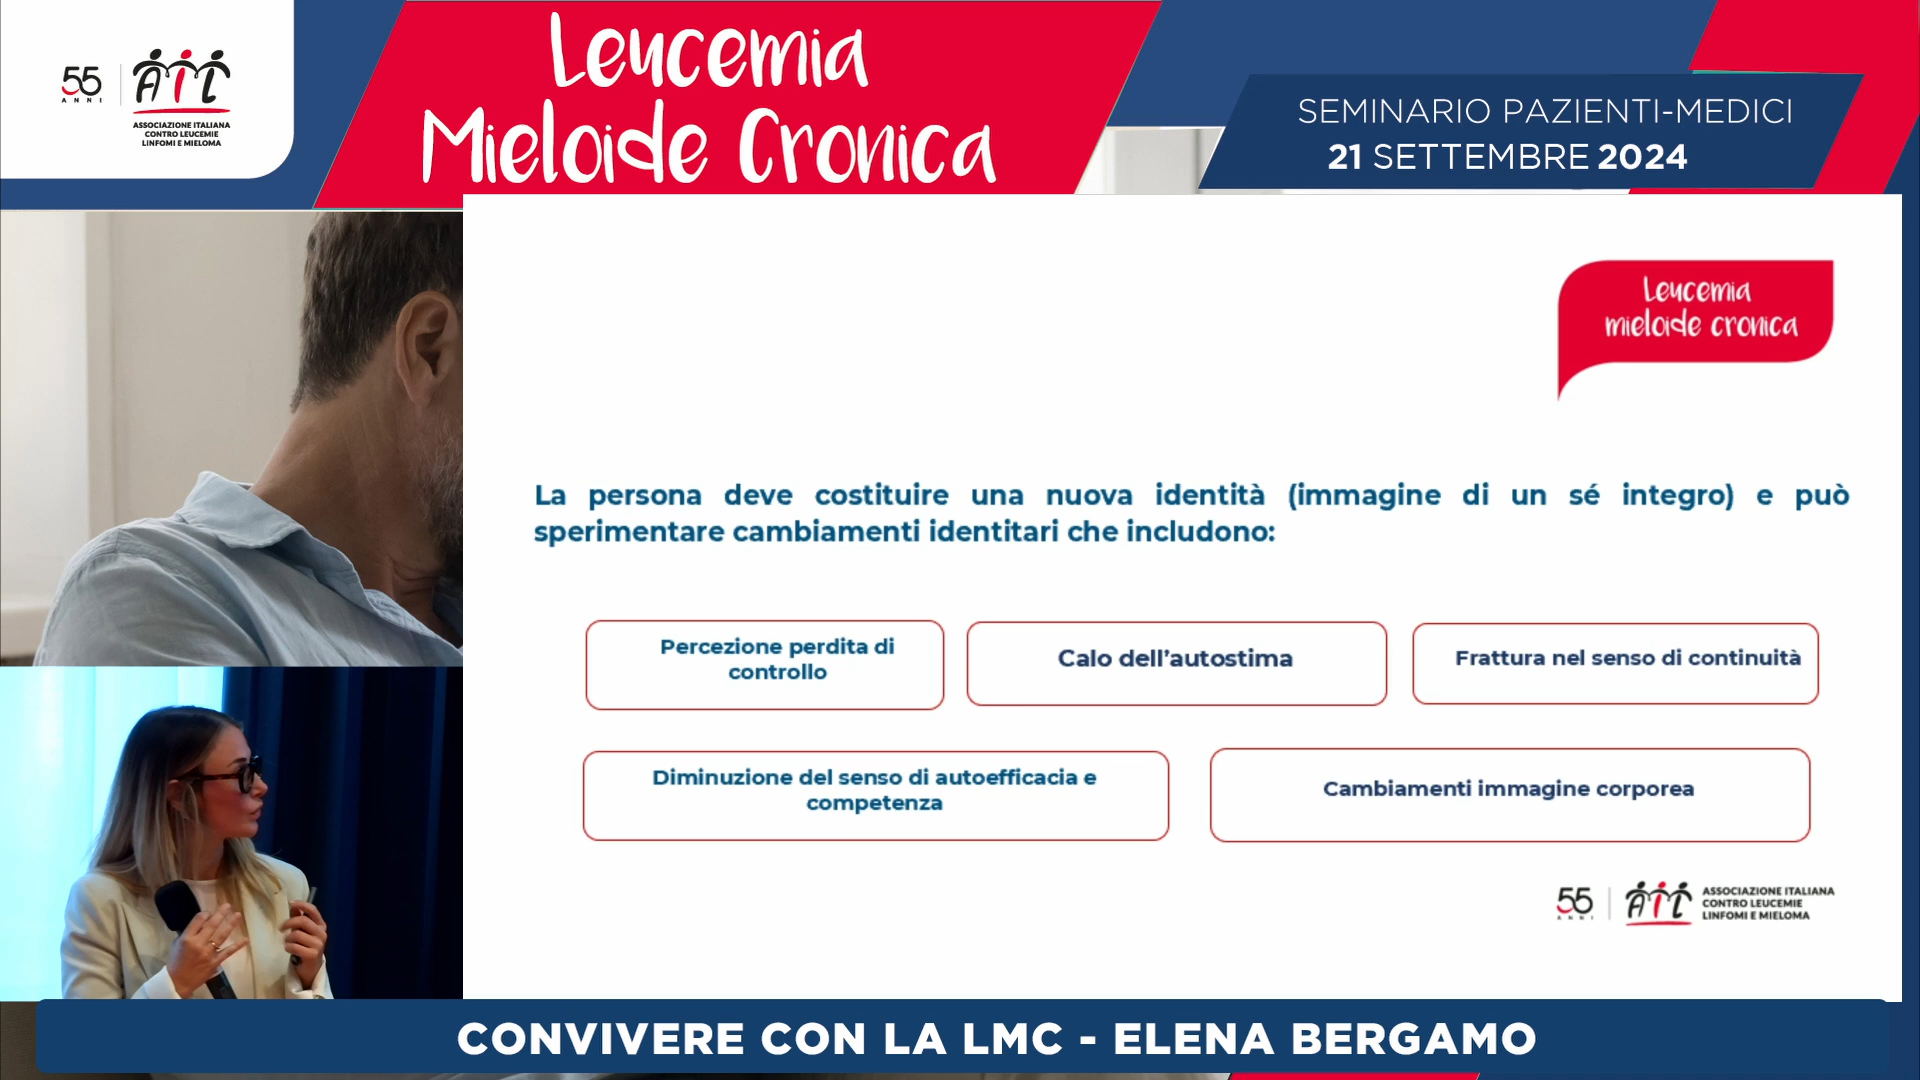 55
ANNI
AIL
ASSOCIAZIONE ITALIANA
CONTRO LEUCEMIE
LINFOMI E MIELOMA
Leucemia
Mieloide Cronica
SEMINARIO PAZIENTI-MEDICI
21 SETTEMBRE 2024
Leucemia
mieloide cronica
La persona deve costituire una nuova identità (immagine di un sé integro) e può
sperimentare cambiamenti identitari che includono:
Percezione perdita di
controllo
Calo dell’autostima
Frattura nel senso di continuità
Diminuzione del senso di autoefficacia e
competenza
Cambiamenti immagine corporea
55
ANNI
AIL
ASSOCIAZIONE ITALIANA
CONTRO LEUCEMIE
LINFOMI E MIELOMA
CONVIVERE CON LA LMC - ELENA BERGAMO